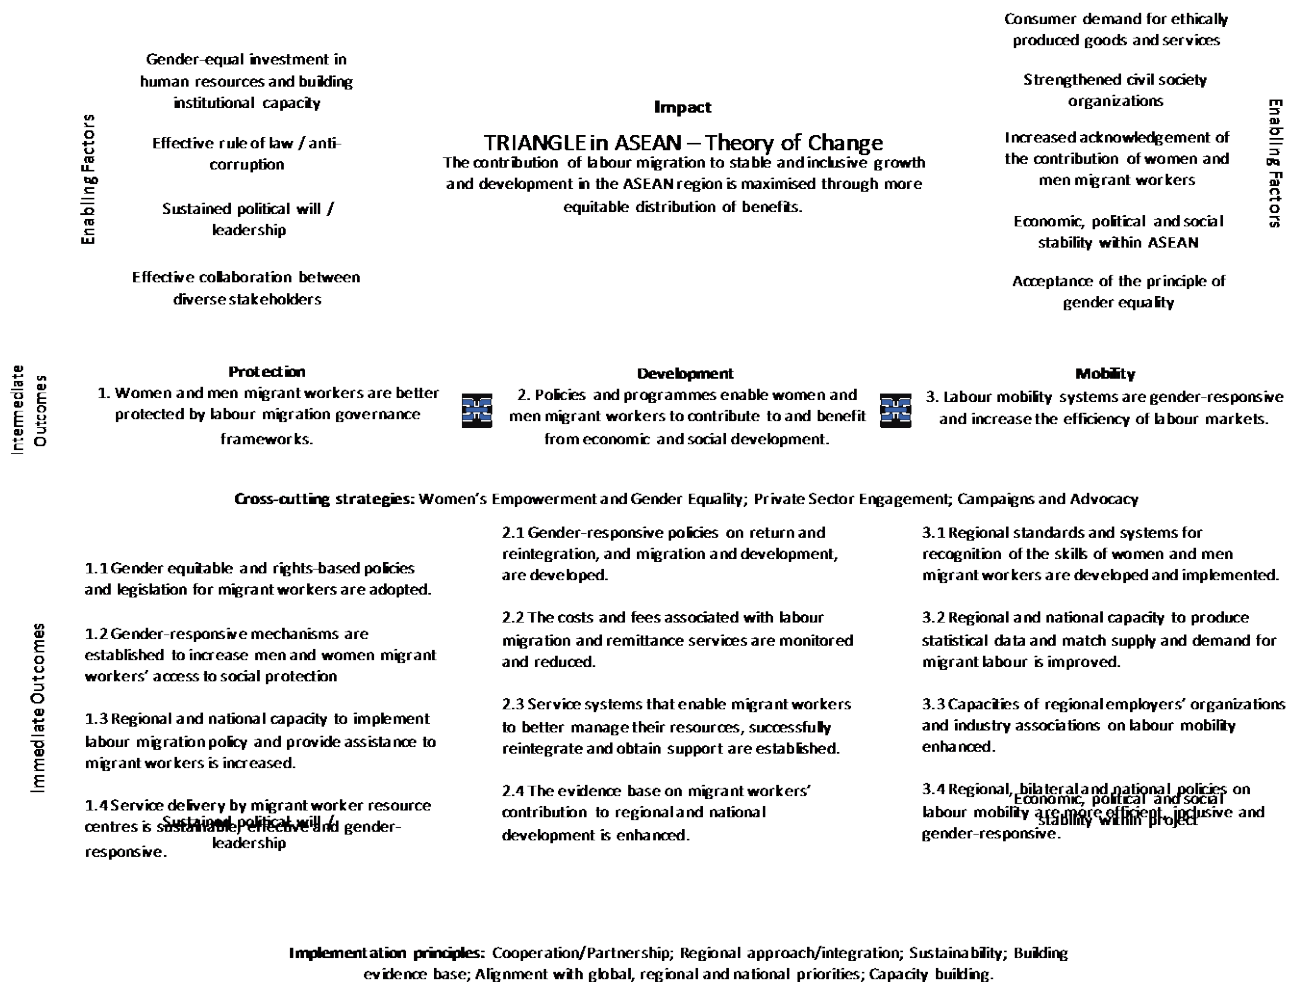 Enabling Factors
Gender-equal investment in
human resources and building
institutional capacity
Effective rule of law / anti-
corruption
Sustained political will /
leadership
Effective collaboration between
diverse stakeholders
Impact
TRIANGLE in ASEAN – Theory of Change
The contribution of labour migration to stable and inclusive growth
and development in the ASEAN region is maximised through more
equitable distribution of benefits.
Consumer demand for ethically
produced goods and services
Strengthened civil society
organizations
Increased acknowledgement of
the contribution of women and
men migrant workers
Economic, political and social
stability within ASEAN
Acceptance of the principle of
gender equality
Enabling Factors
Intermediate
Outcomes
Protection
1. Women and men migrant workers are better
protected by labour migration governance
frameworks.
Development
2. Policies and programmes enable women and
men migrant workers to contribute to and benefit
from economic and social development.
Mobility
3. Labour mobility systems are gender-responsive
and increase the efficiency of labour markets.
Cross-cutting strategies: Women's Empowerment and Gender Equality; Private Sector Engagement; Campaigns and Advocacy
Immediate Outcomes
1.1 Gender equitable and rights-based policies
and legislation for migrant workers are adopted.
1.2 Gender-responsive mechanisms are
established to increase men and women migrant
workers' access to social protection
1.3 Regional and national capacity to implement
labour migration policy and provide assistance to
migrant workers is increased.
1.4 Service delivery by migrant worker resource
centres is sustainable, effective and gender-
responsive.
Sustained political will /
leadership
2.1 Gender-responsive policies on return and
reintegration, and migration and development,
are developed.
2.2 The costs and fees associated with labour
migration and remittance services are monitored
and reduced.
2.3 Service systems that enable migrant workers
to better manage their resources, successfully
reintegrate and obtain support are established.
2.4 The evidence base on migrant workers'
contribution to regional and national
development is enhanced.
3.1 Regional standards and systems for
recognition of the skills of women and men
migrant workers are developed and implemented.
3.2 Regional and national capacity to produce
statistical data and match supply and demand for
migrant labour is improved.
3.3 Capacities of regional employers' organizations
and industry associations on labour mobility
enhanced.
3.4 Regional, bilateral and national policies on
labour mobility are more efficient, inclusive and
gender-responsive.
Economic, political and social
stability within project
Implementation principles: Cooperation/Partnership; Regional approach/integration; Sustainability; Building
evidence base; Alignment with global, regional and national priorities; Capacity building.